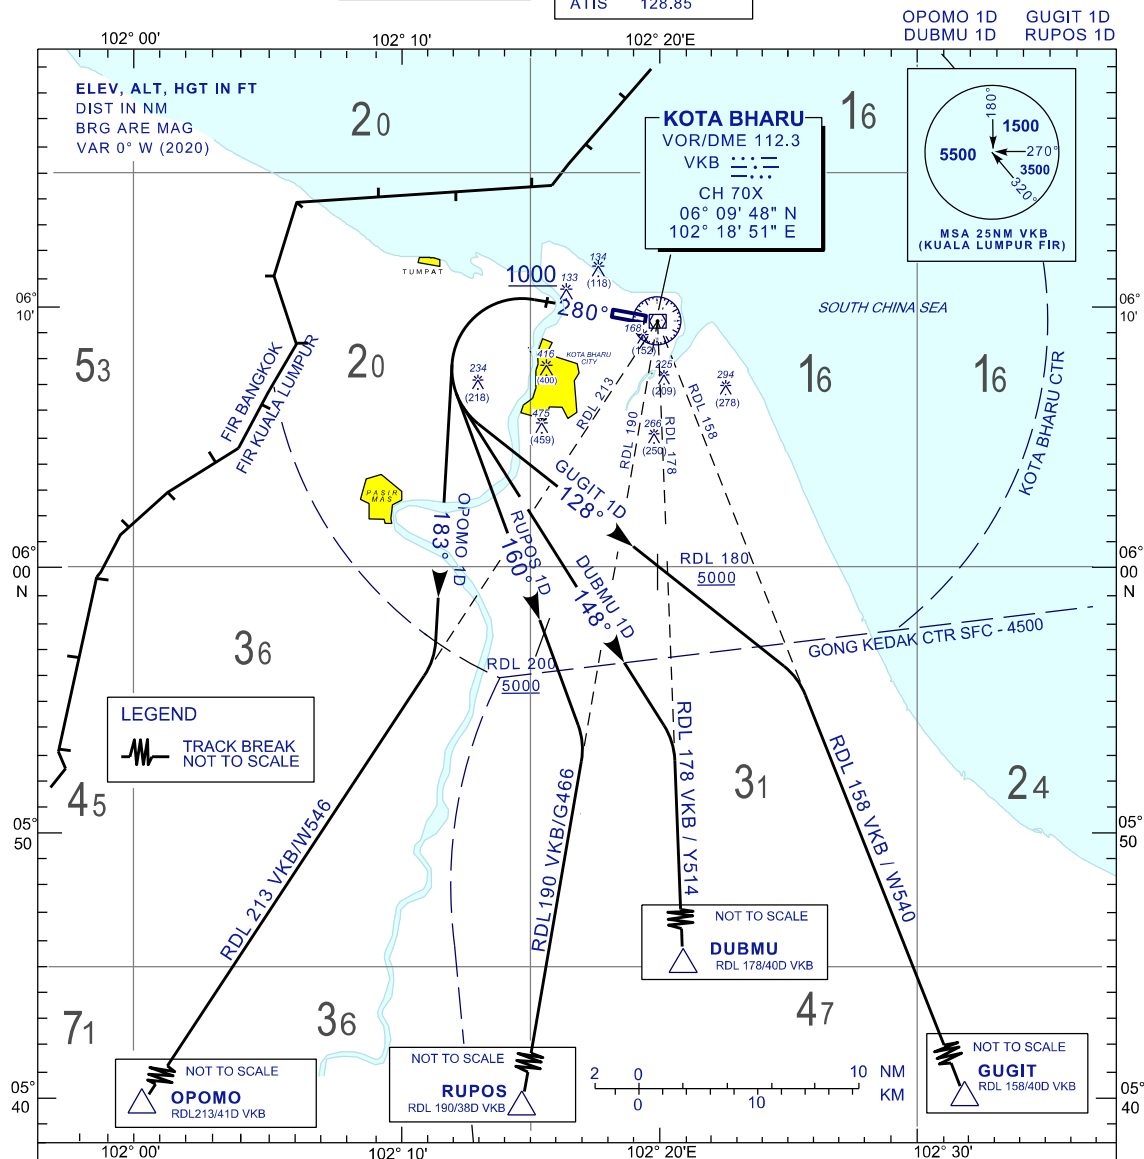 ATIS 128.85
OPOMO 1D GUGIT 1D
DUBMU 1D RUPOS 1D
102° 00'
102° 10'
102° 20'E
ELEV, ALT, HGT IN FT
DIST IN NM
BRG ARE MAG
VAR 0° W (2020)
20
16
KOTA BHARU
VOR/DME 112.3
VKB
CH 70X
06° 09' 48" N
102° 18' 51" E
180°
1500
270°
5500
3500
320°
MSA 25NM VKB
(KUALA LUMPUR FIR)
TUMPAT
1000
133
134
(118)
280°
06°
10'
SOUTH CHINA SEA
06°
10'
168
(152)
FIR BANGKOK
FIR KUALA LUMPUR
53
20
234
(218)
416
(400)
KOTA BHARU
CITY
475
(459)
225
(209)
294
(278)
266
(250)
RDL 213
RDL 190
RDL 178
RDL 158
16
16
KOTA BHARU CTR
PASIR
MAS
OPOMO 1D
183°
RUPOS 1D
160°
GUGIT 1D
128°
DUBMU 1D
148°
RDL 180
5000
06°
00
N
06°
00
N
36
RDL 200
5000
GONG KEDAK CTR SFC - 4500
LEGEND
TRACK BREAK
NOT TO SCALE
45
31
24
05°
50
05°
50
RDL 213 VKB/W546
RDL190 VKB/G466
RDL 178 VKB / Y514
RDL 158 VKB / W540
NOT TO SCALE
DUBMU
RDL 178/40D VKB
71
36
47
NOT TO SCALE
OPOMO
RDL213/41D VKB
NOT TO SCALE
RUPOS
RDL 190/38D VKB
2 0 10 NM
0 10 KM
NOT TO SCALE
GUGIT
RDL 158/40D VKB
05°
40
05°
40
102° 00'
102° 10'
102° 20'E
102° 30'